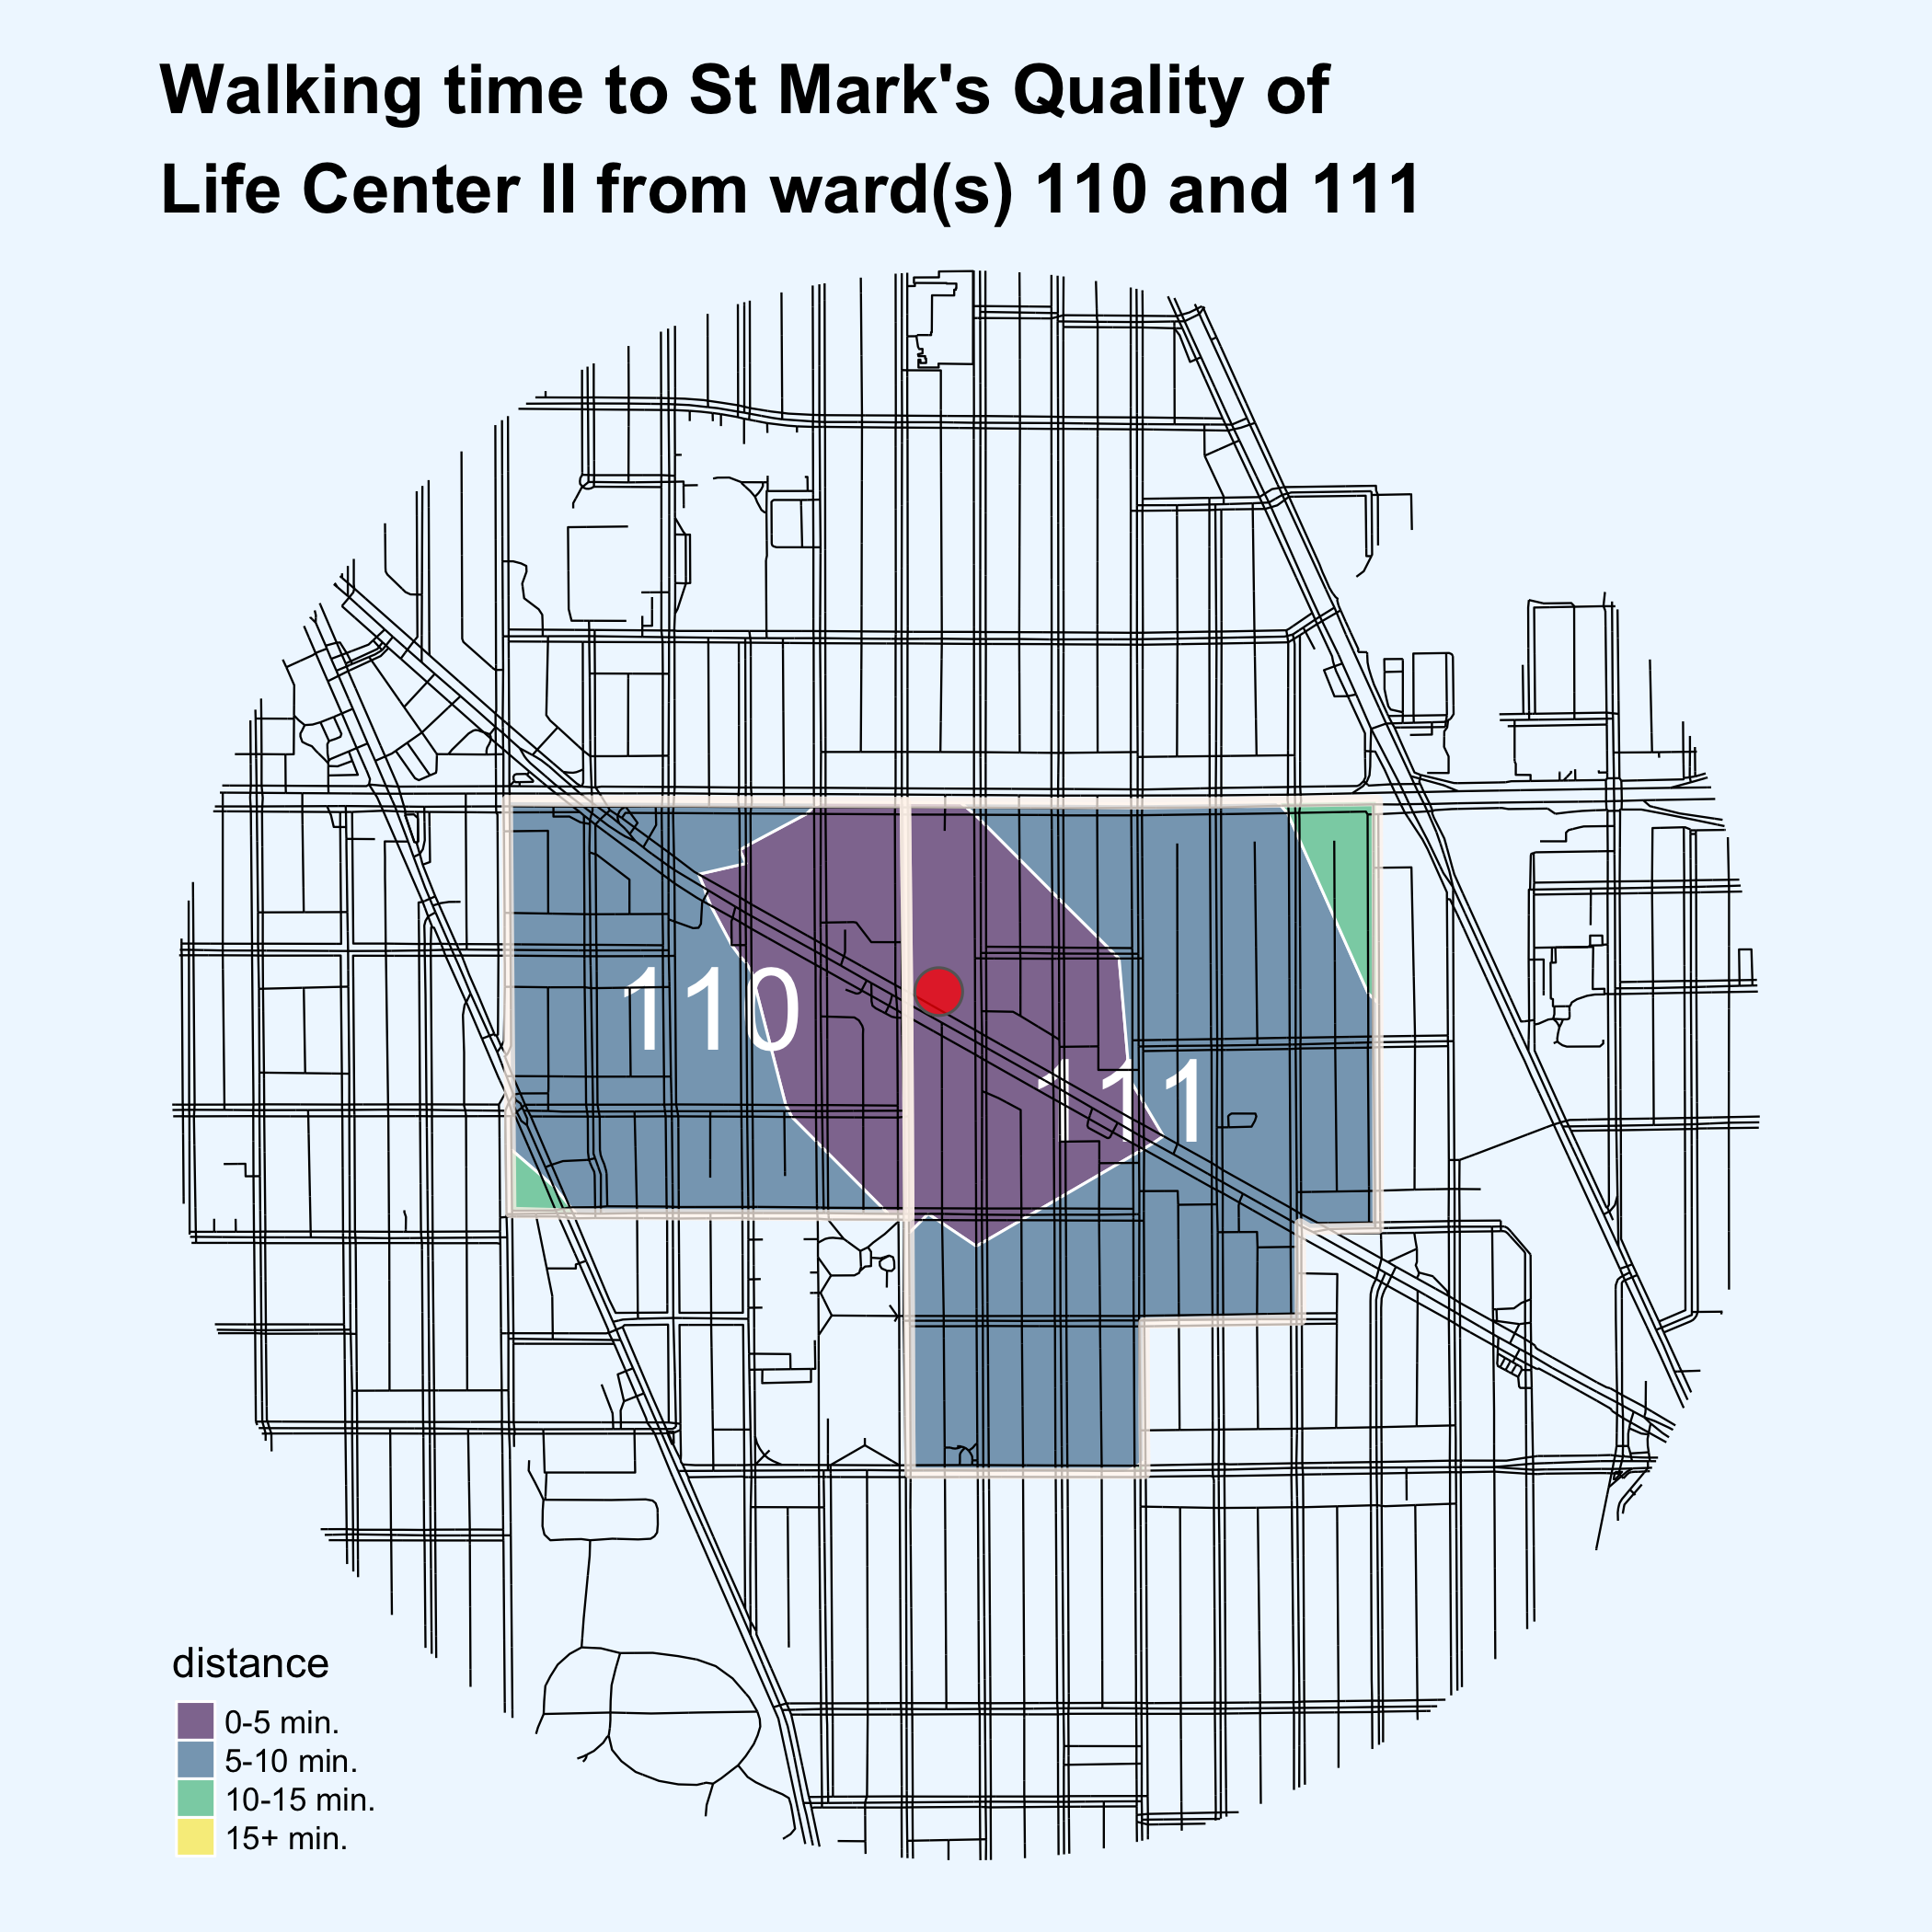 Walking time to St Mark's Quality of
Life Center II from ward(s) 110 and 111
110
111
distance
0-5 min.
5-10 min.
10-15 min.
15+ min.